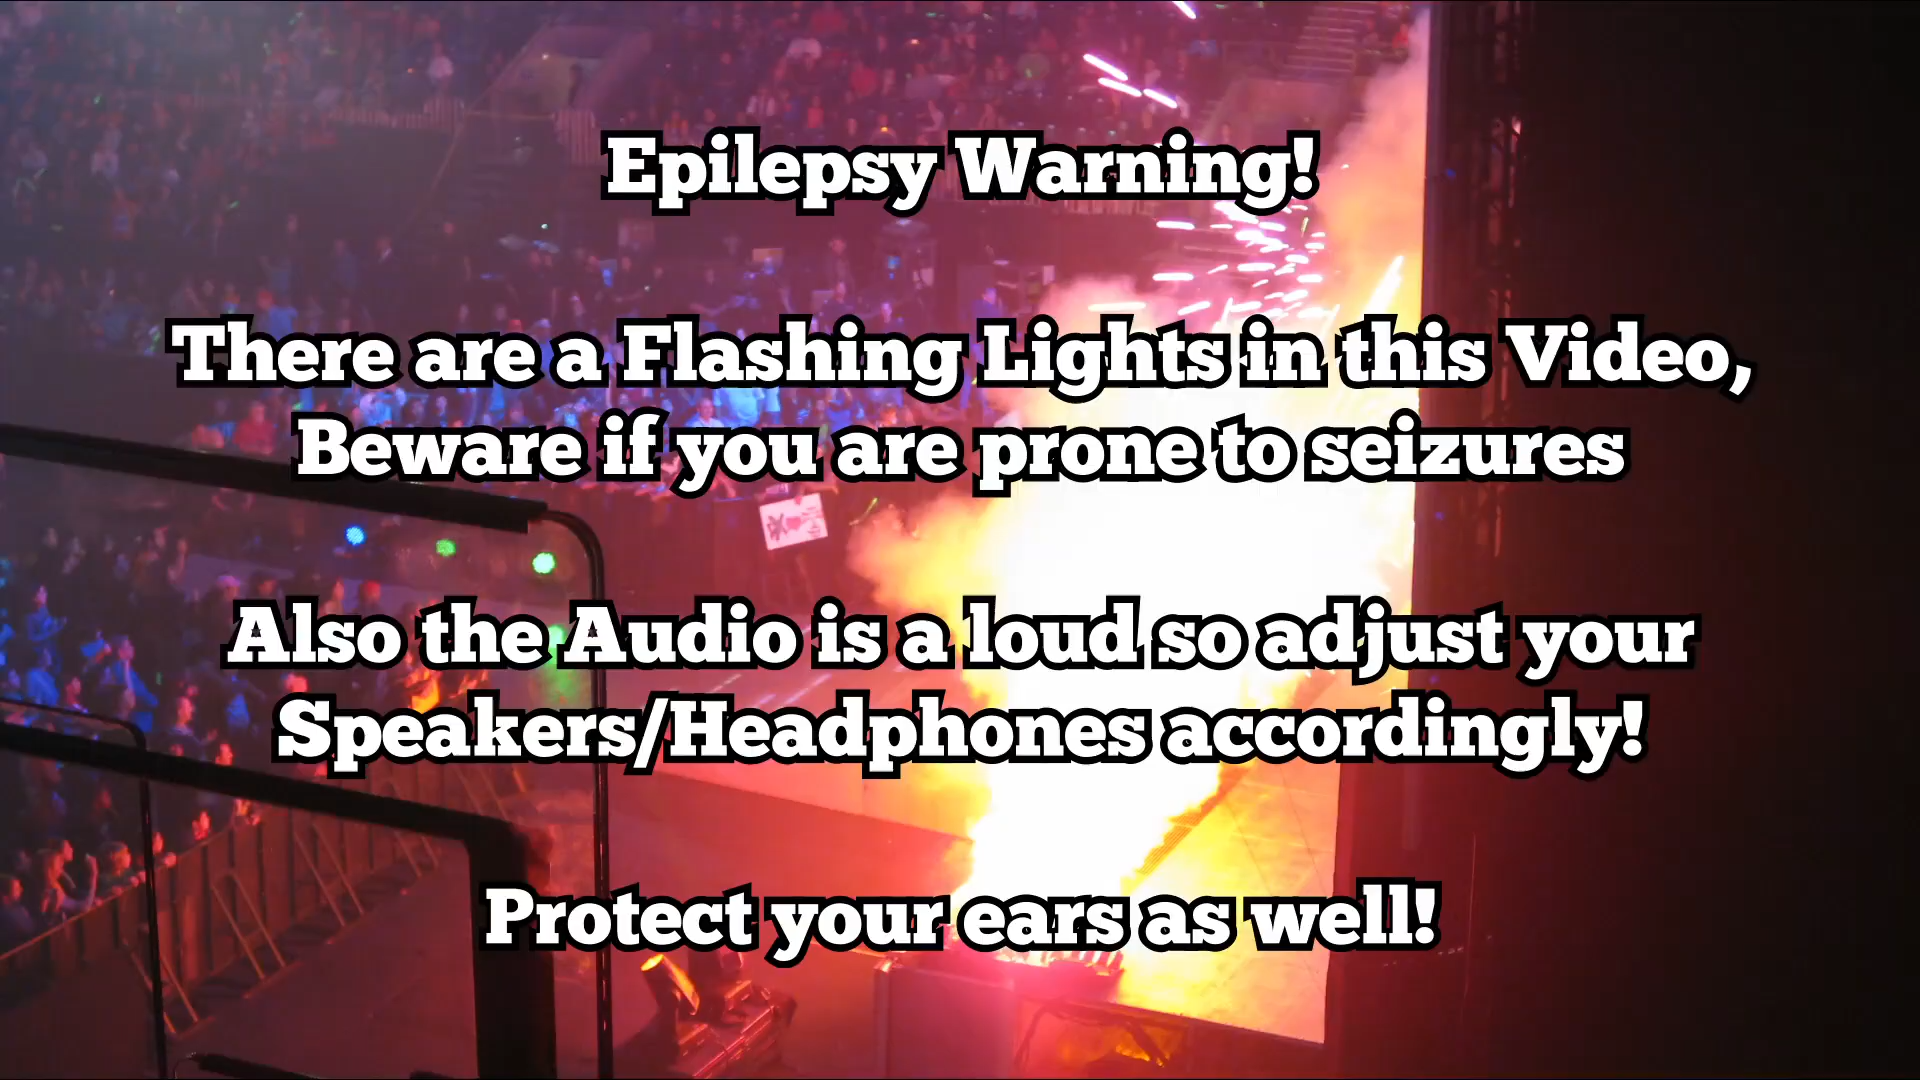 Epilepsy Warning!
There are a Flashing Lights in this Video,
Beware if you are prone to seizures
Also the Audio is a loud so adjust your
Speakers/Headphones accordingly!
Protect your ears as well!